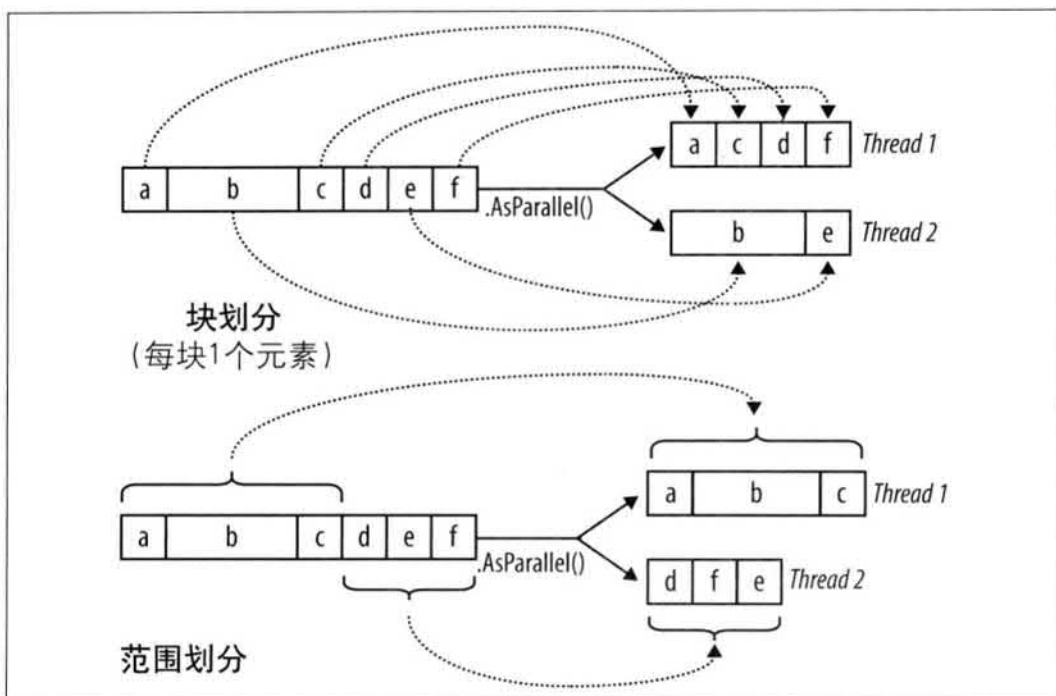 a c d f Thread 1
a b c d e f
.AsParallel()
b e Thread 2
块划分
(每块1个元素)
a b c Thread 1
a b c d e f
.AsParallel()
d f e Thread 2
范围划分